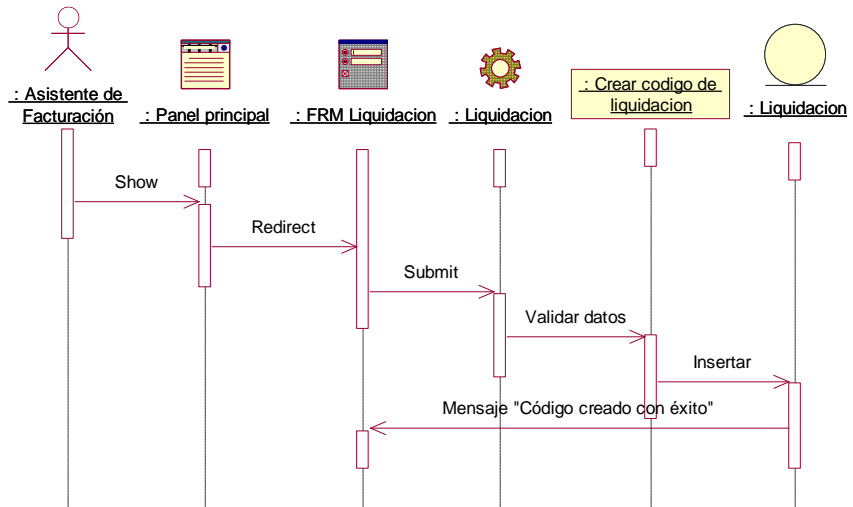 : Asistente de
Facturación
: Panel principal
: FRM Liquidacion
: Liquidacion
: Crear codigo de
liquidacion
: Liquidacion
Show
Redirect
Submit
Validar datos
Insertar
Mensaje "Código creado con éxito"